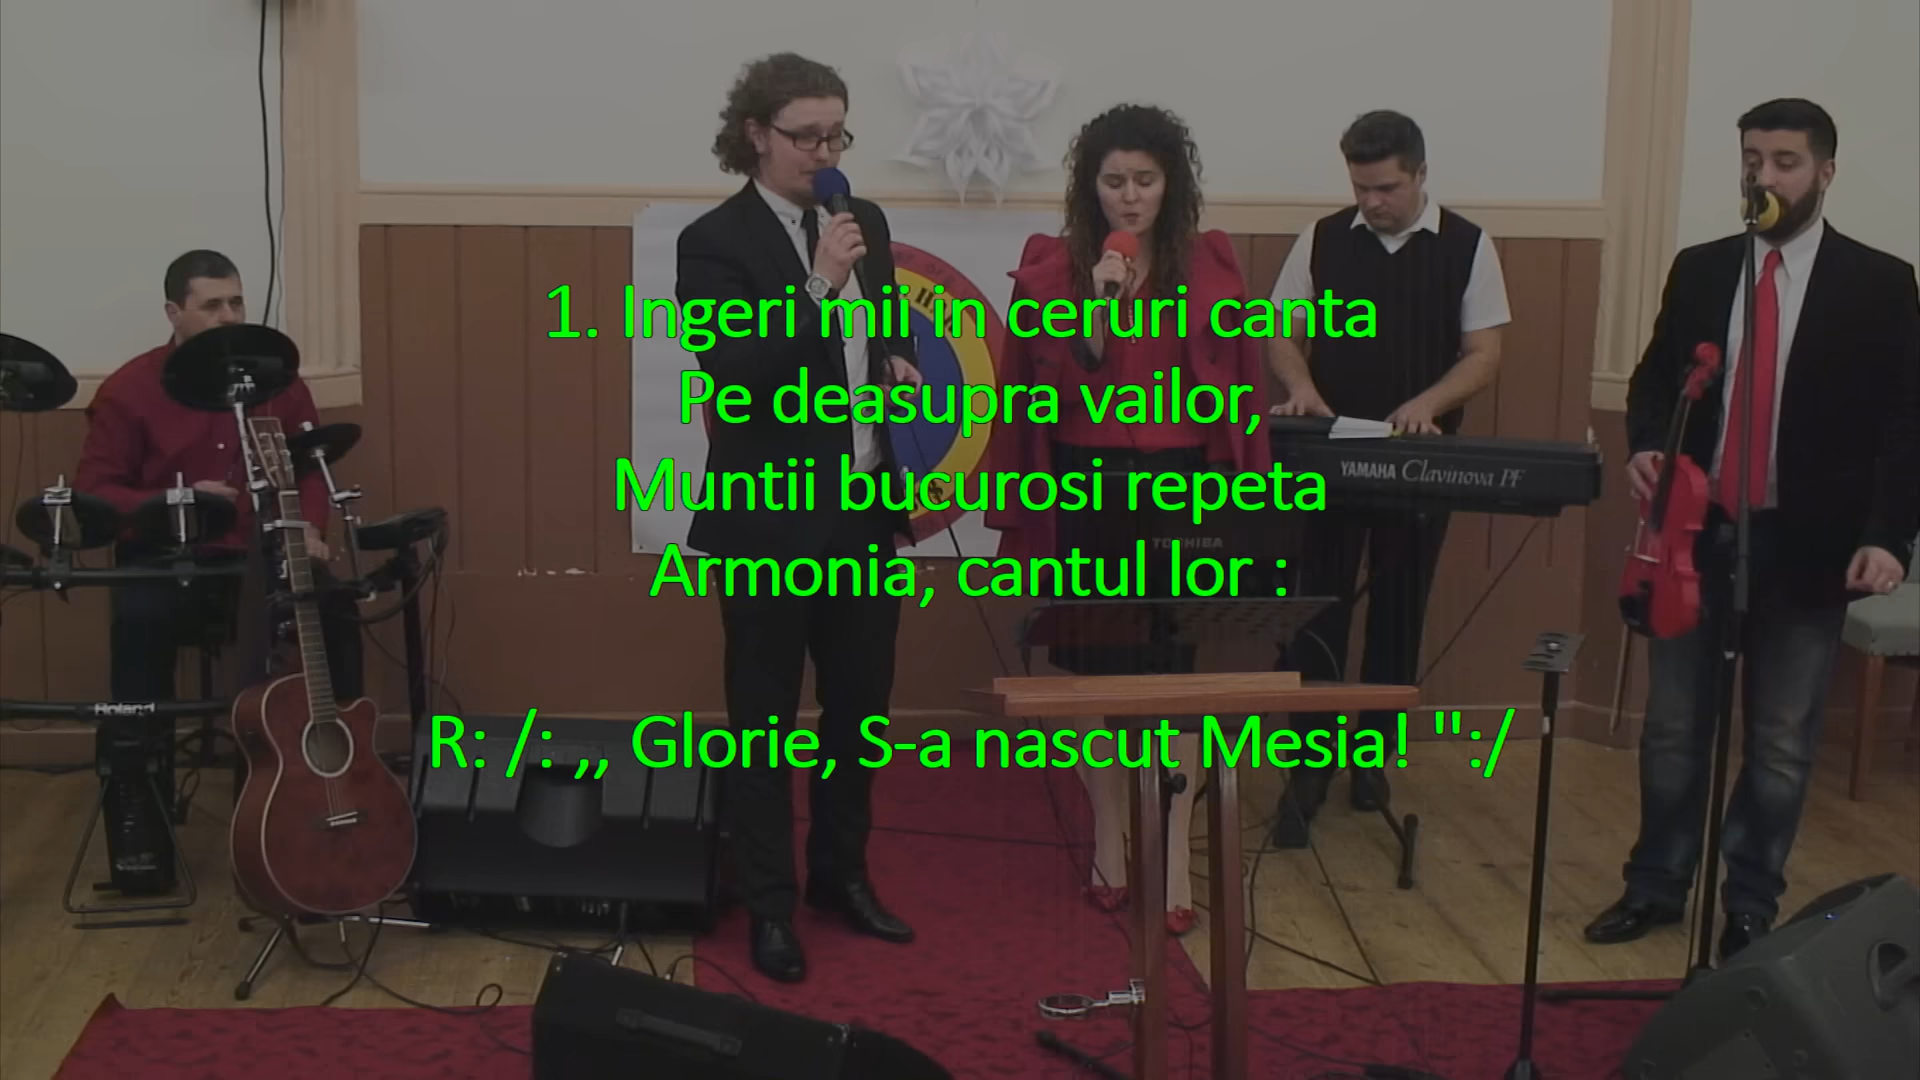 1. Ingeri mii in ceruri canta
Pe deasupra vailor,
Muntii bucurosi repeta
Armonia, cantul lor :
R: /: ,, Glorie, S-a nascut Mesia! ":/
YAMAHA Clavinova PF
TOSHIBA
Roland